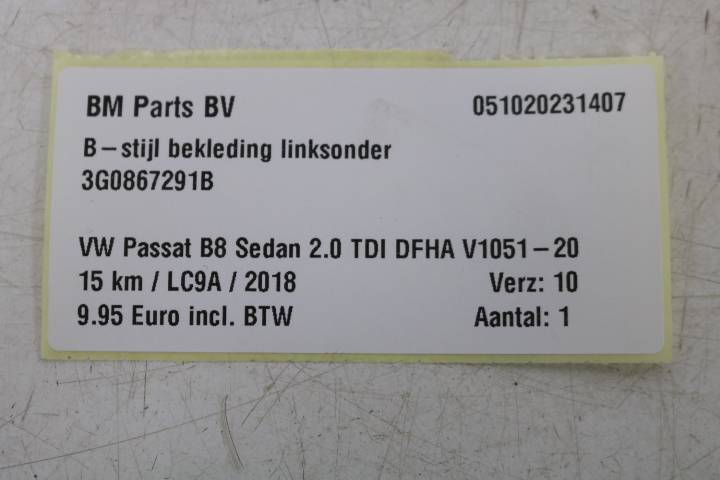 BM Parts BV 051020231407
B-stijl bekleding linksonder
3G0867291B
VW Passat B8 Sedan 2.0 TDI DFHA V1051-20
15 km / LC9A / 2018 Verz: 10
9.95 Euro incl. BTW Aantal: 1